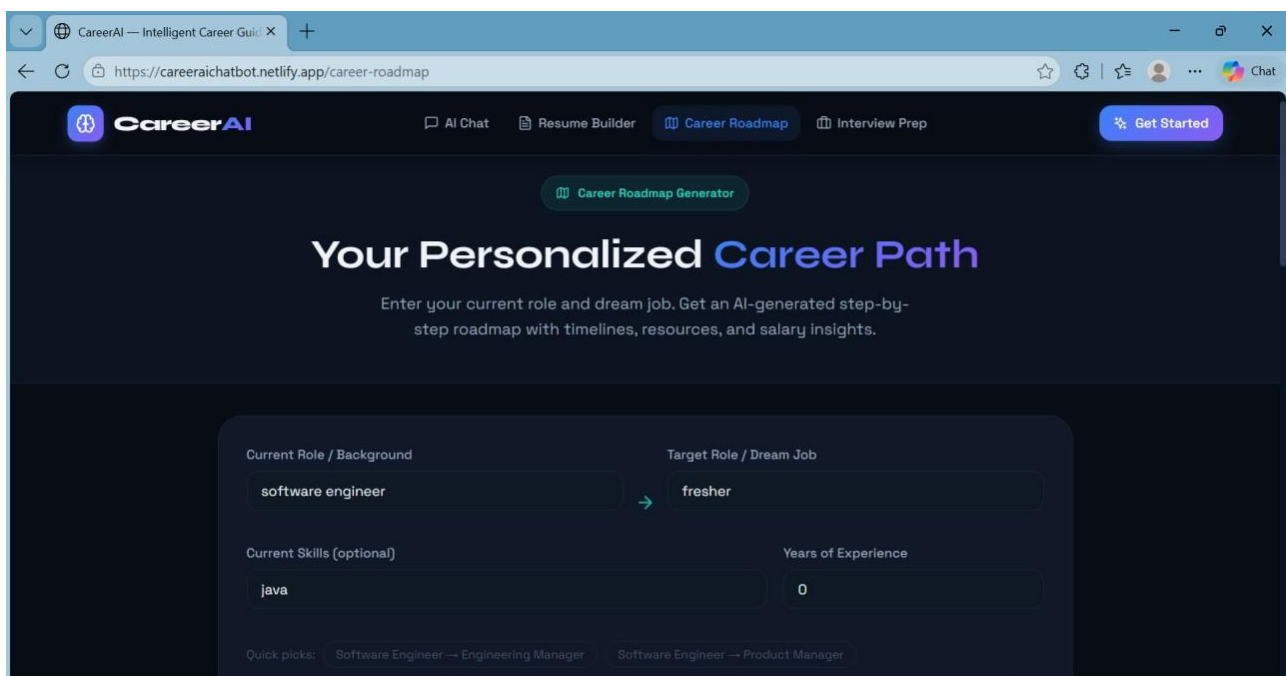 CareerAI — Intelligent Career Guid
https://careeraichatbot.netlify.app/career-roadmap
Chat
CareerAI
AI Chat
Resume Builder
Career Roadmap
Interview Prep
Get Started
Career Roadmap Generator
Your Personalized Career Path
Enter your current role and dream job. Get an AI-generated step-by-
step roadmap with timelines, resources, and salary insights.
Current Role / Background
Target Role / Dream Job
software engineer
fresher
Current Skills (optional)
Years of Experience
java
0
Quick picks:
Software Engineer → Engineering Manager
Software Engineer → Product Manager